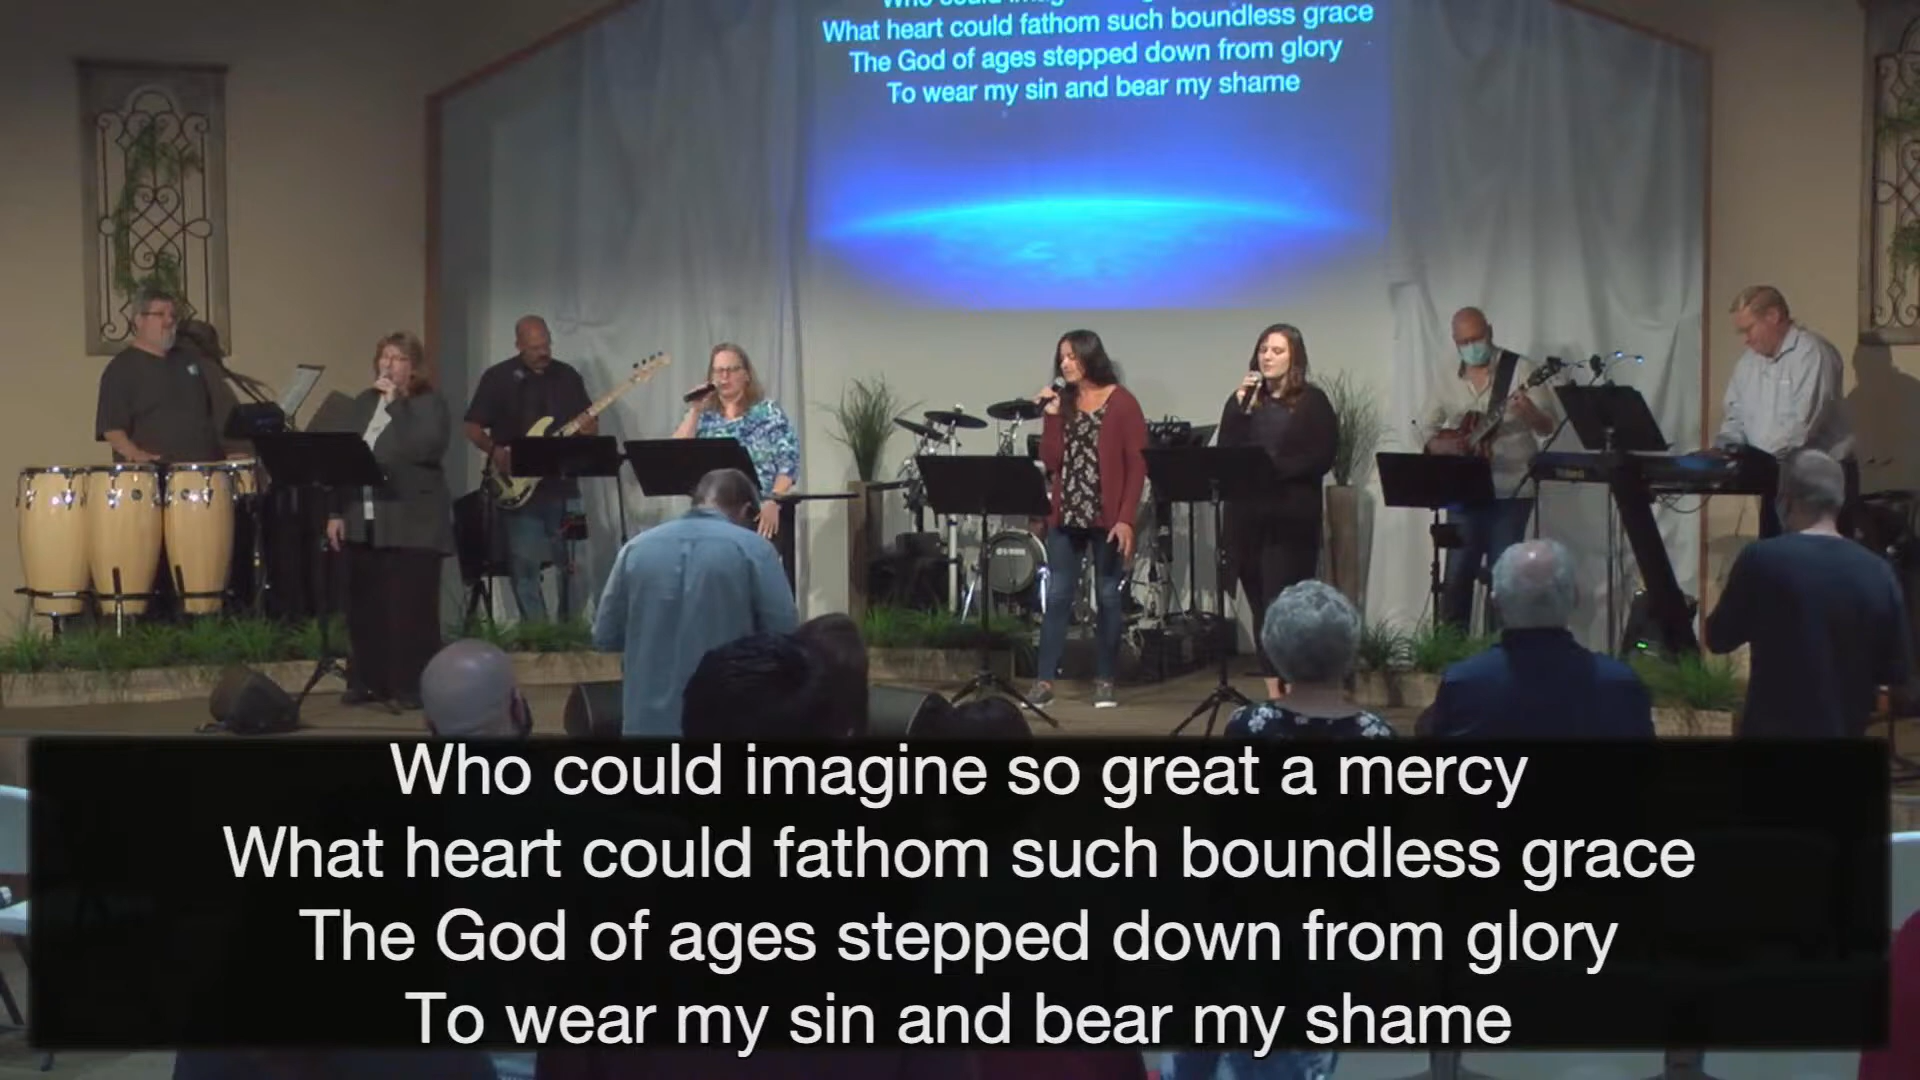 What heart could fathom such boundless grace
The God of ages stepped down from glory
To wear my sin and bear my shame
Who could imagine so great a mercy
What heart could fathom such boundless grace
The God of ages stepped down from glory
To wear my sin and bear my shame